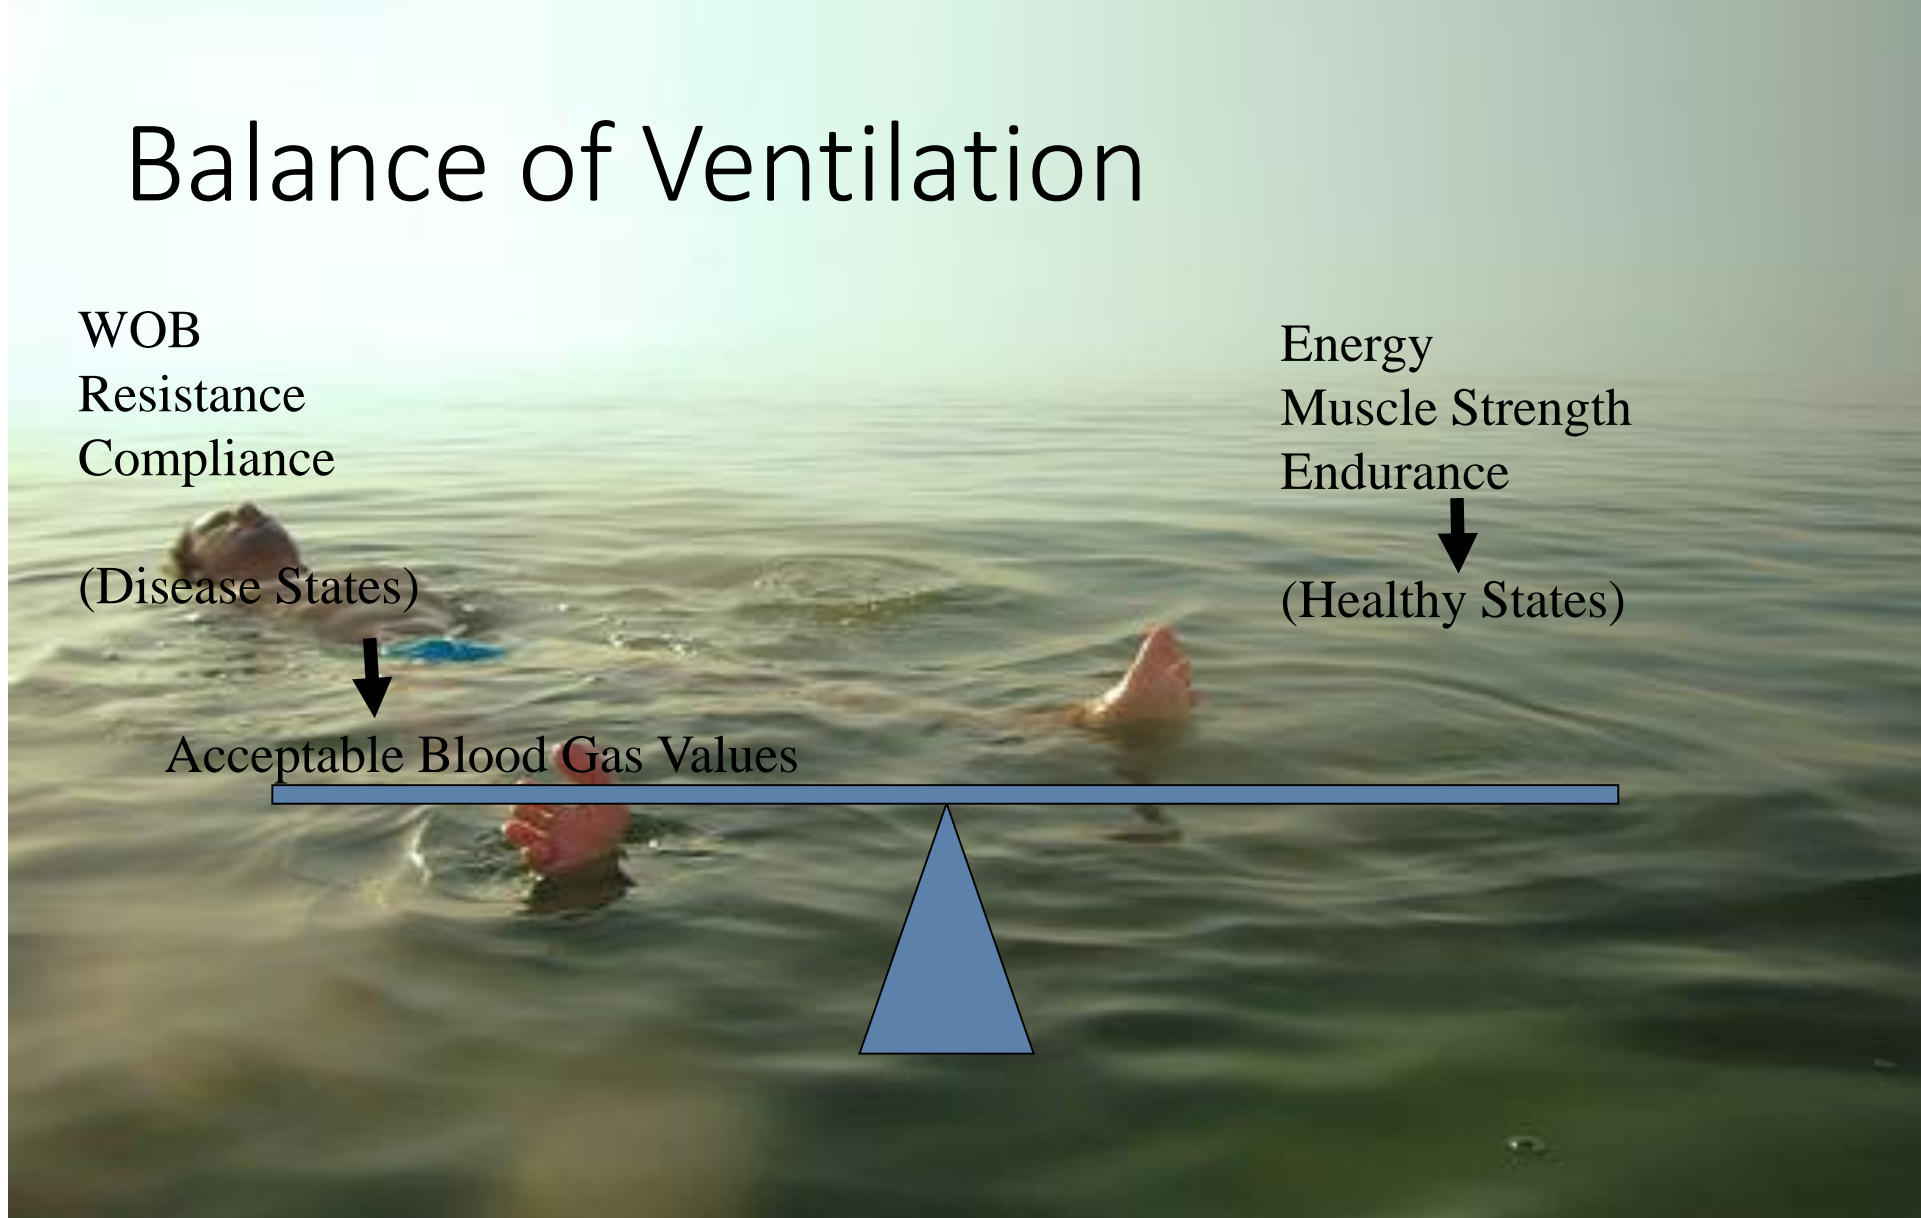 Balance of Ventilation
WOB
Resistance
Compliance
(Disease States)
Energy
Muscle Strength
Endurance
(Healthy States)
Acceptable Blood Gas Values